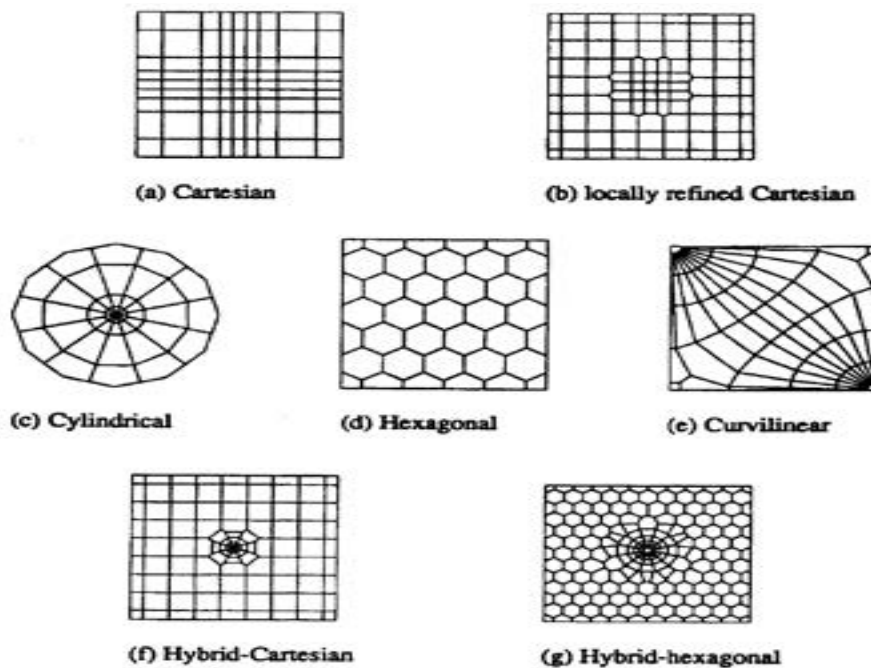 (a) Cartesian
(b) locally refined Cartesian
(c) Cylindrical
(d) Hexagonal
(e) Curvilinear
(f) Hybrid-Cartesian
(g) Hybrid-hexagonal